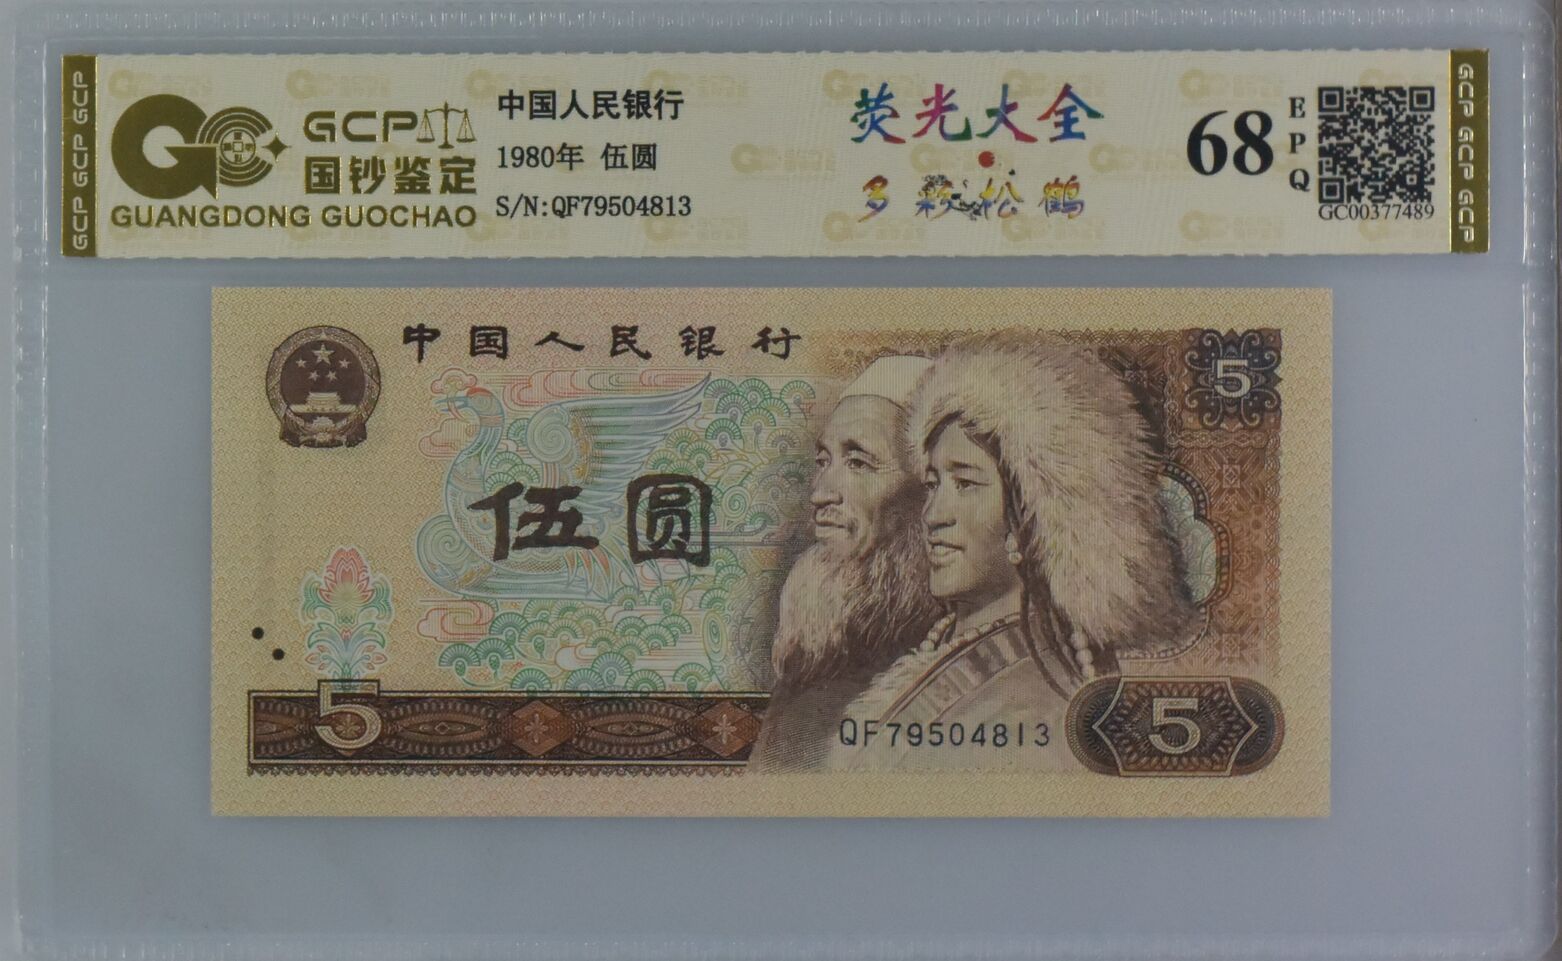 GCP GCP GCP
GCP
国钞鉴定
GUANGDONG GUOCHAO
中国人民银行
1980年 伍圆
S/N:QF79504813
荧光大全
多彩松鹤
68
EPQ
GC00377489
GCP GCP GCP
中国人民银行
5
伍圆
5
QF79504813
5